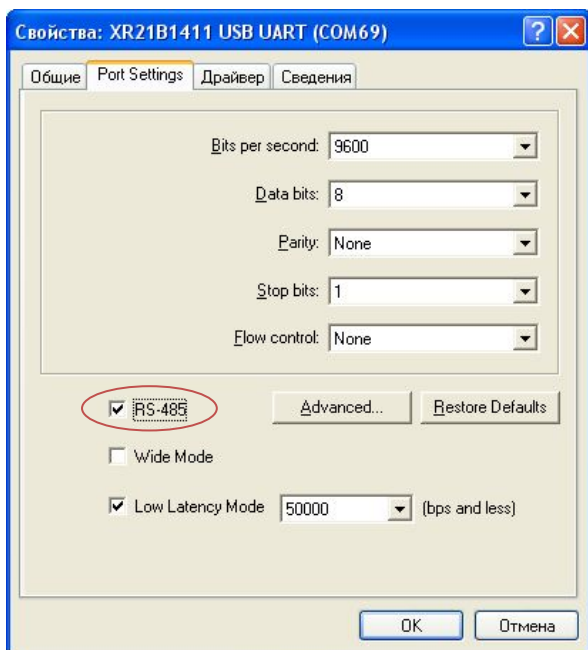 Свойства: XR21B1411 USB UART (COM69)
Общие Port Settings Драйвер Сведения
Bits per second: 9600
Data bits: 8
Parity: None
Stop bits: 1
Flow control: None
RS-485 Advanced... Restore Defaults
Wide Mode
Low Latency Mode 50000 (bps and less)
OK Отмена